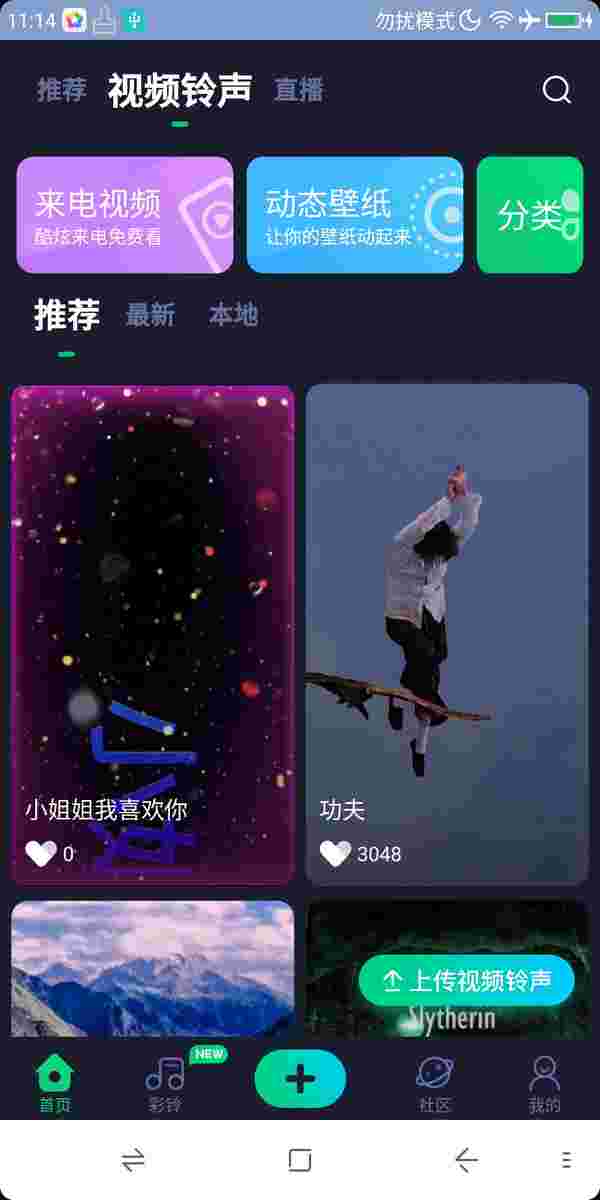 11:14 勿扰模式
推荐 视频铃声 直播
来电视频
酷炫来电免费看
动态壁纸
让你的壁纸动起来
分类
推荐 最新 本地
小姐姐我喜欢你
0
功夫
3048
上传视频铃声
Slytherin
NEW
首页 彩铃 社区 我的